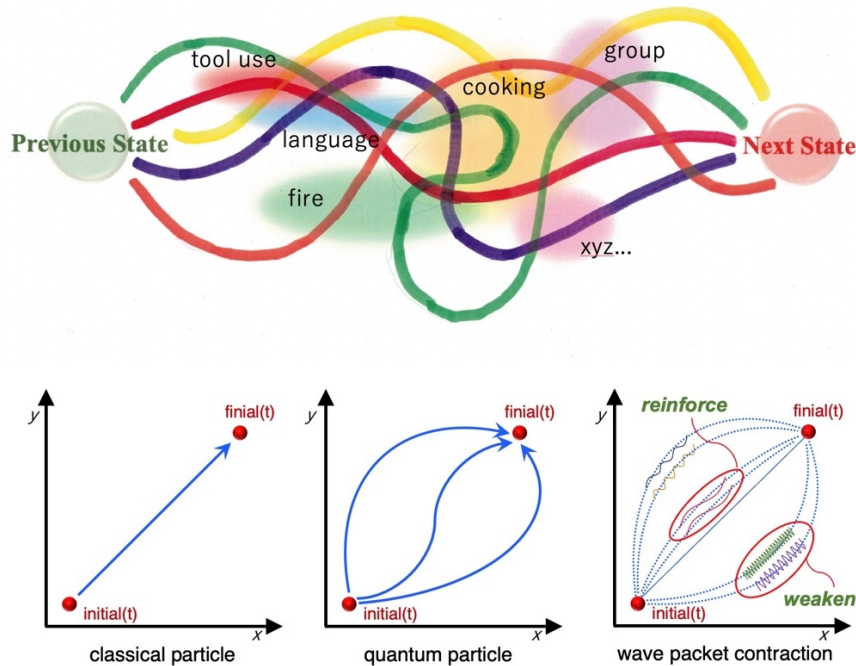 tool use
group
cooking
Previous State
language
Next State
fire
xyz...
y
finial(t)
initial(t)
x
classical particle
y
finial(t)
initial(t)
x
quantum particle
y
reinforce
finial(t)
initial(t)
weaken
x
wave packet contraction